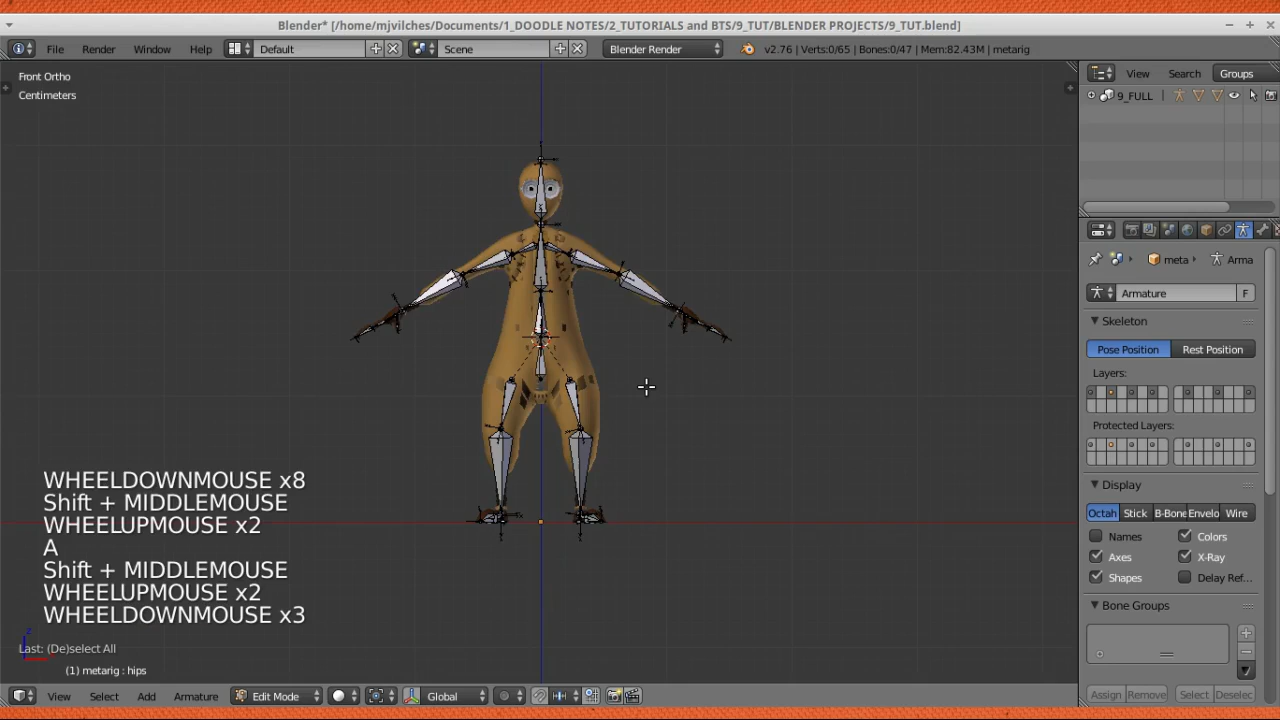 Blender* [/home/mjvilches/Documents/1_DOODLE NOTES/2_TUTORIALS and BTS/9_TUT/BLENDER PROJECTS/9_TUT.blend]
File Render Window Help Default Scene Blender Render v2.76 | Verts:0/65 | Bones:0/47 | Mem:82.43M | metarig
Front Ortho
Centimeters
View Search Groups
9_FULL
meta Arma
Armature F
Skeleton
Pose Position Rest Position
Layers:
Protected Layers:
Display
Octah Stick B-Bone Envelo Wire
Names Colors
Axes X-Ray
Shapes Delay Ref...
Bone Groups
Assign Remove Select Deselec
WHEELDOWNMOUSE x8
Shift + MIDDLEMOUSE
WHEELUPMOUSE x2
A
Shift + MIDDLEMOUSE
WHEELUPMOUSE x2
WHEELDOWNMOUSE x3
z
Last: (De)select All
(1) metarig : hips
View Select Add Armature Edit Mode Global